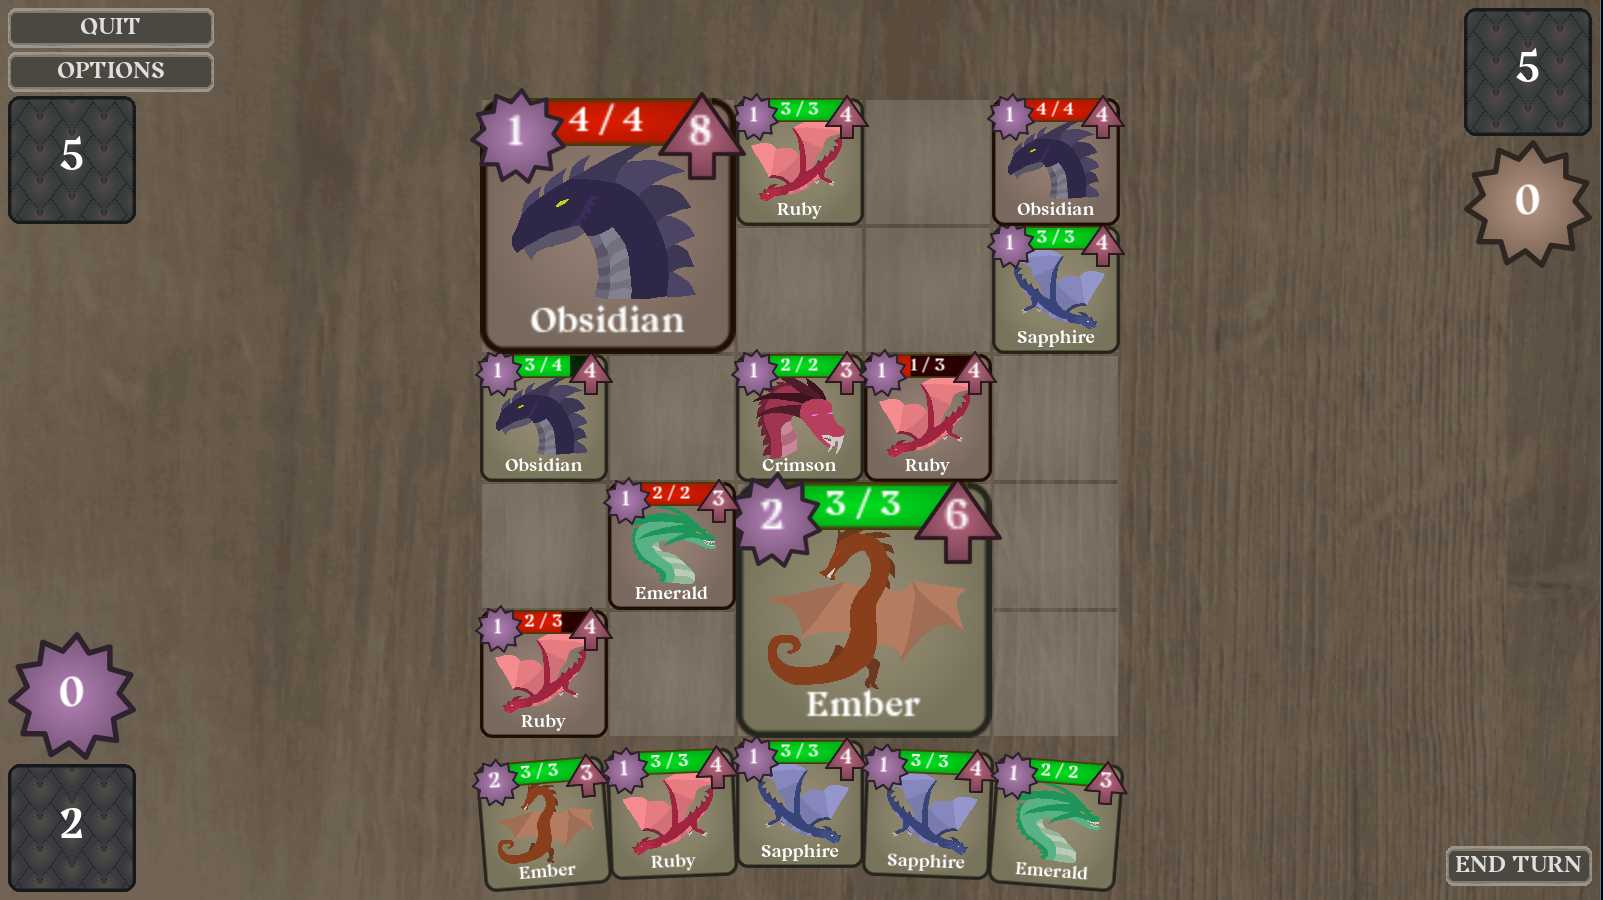 QUIT
OPTIONS
5
5
0
1 4 / 4 8
Obsidian
1 3 / 3 4
Ruby
1 4 / 4 4
Obsidian
1 3 / 3 4
Sapphire
1 3 / 4 4
Obsidian
1 2 / 2 3
Crimson
1 1 / 3 4
Ruby
1 2 / 2 3
Emerald
2 3 / 3 6
Ember
1 2 / 3 4
Ruby
0
2
2 3 / 3 3
Ember
1 3 / 3 4
Ruby
1 3 / 3 4
Sapphire
1 3 / 3 4
Sapphire
1 2 / 2 3
Emerald
END TURN